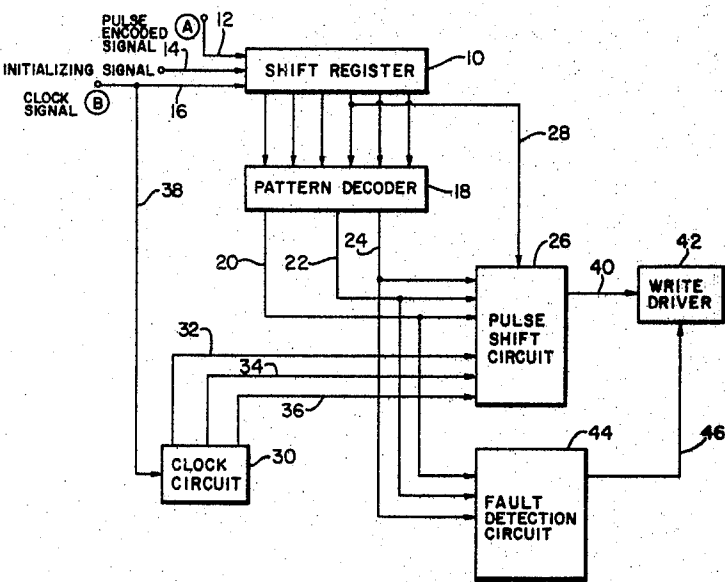 PULSE
ENCODED
SIGNAL
A
12
14
INITIALIZING SIGNAL
SHIFT REGISTER
10
CLOCK
SIGNAL
B
16
28
38
PATTERN DECODER
18
20
22
24
26
40
42
WRITE
DRIVER
PULSE
SHIFT
CIRCUIT
32
34
36
CLOCK
CIRCUIT
30
44
46
FAULT
DETECTION
CIRCUIT